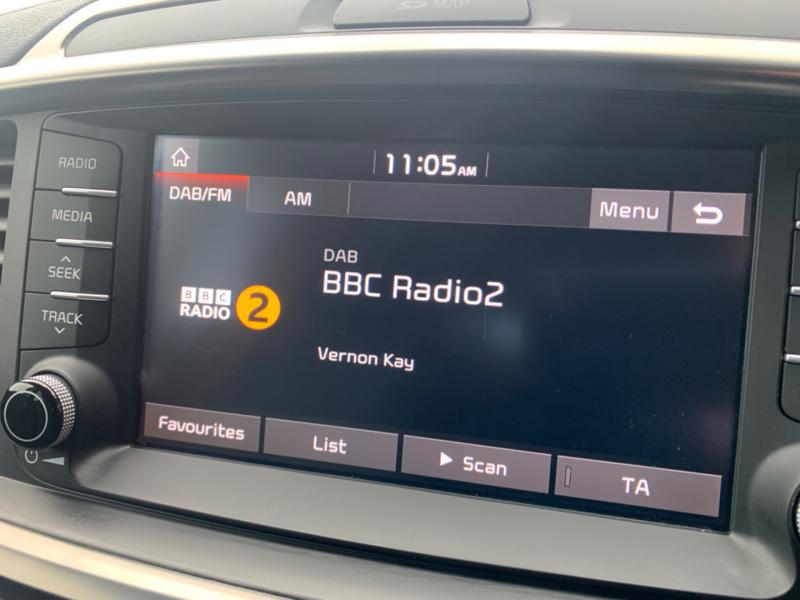 SD MAP
RADIO
MEDIA
SEEK
TRACK
11:05AM
DAB/FM
AM
Menu
DAB
BBC Radio2
BBC
RADIO 2
Vernon Kay
Favourites
List
Scan
TA